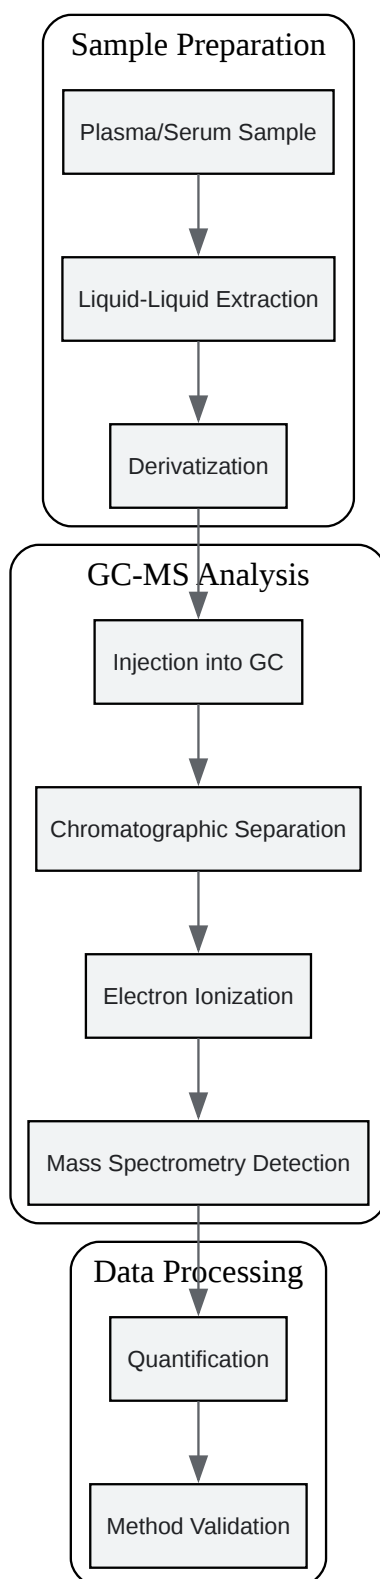 Sample Preparation
Plasma/Serum Sample
Liquid-Liquid Extraction
Derivatization
GC-MS Analysis
Injection into GC
Chromatographic Separation
Electron Ionization
Mass Spectrometry Detection
Data Processing
Quantification
Method Validation